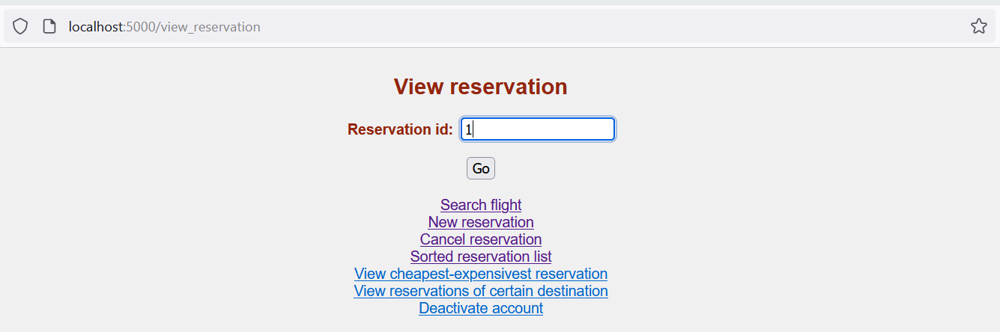 localhost:5000/view_reservation
View reservation
Reservation id: 1
Go
Search flight
New reservation
Cancel reservation
Sorted reservation list
View cheapest-expensivest reservation
View reservations of certain destination
Deactivate account